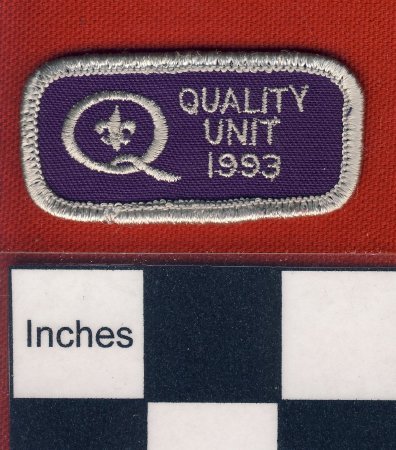 QUALITY
UNIT
1993
Inches